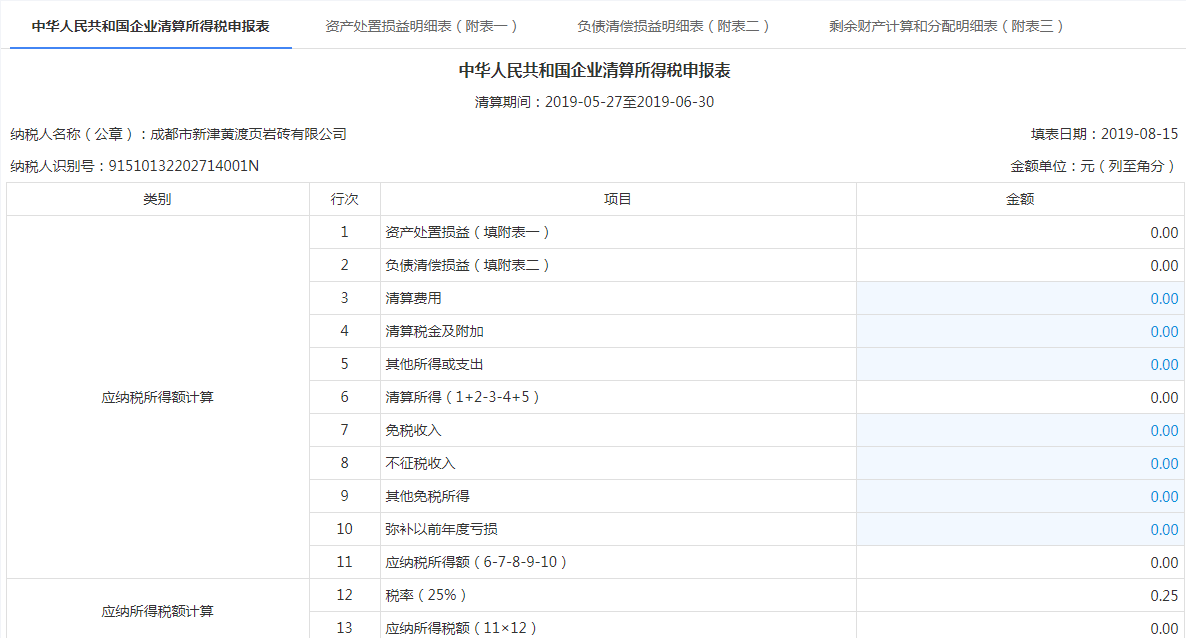 中华人民共和国企业清算所得税申报表 资产处置损益明细表（附表一） 负债清偿损益明细表（附表二） 剩余财产计算和分配明细表（附表三）
中华人民共和国企业清算所得税申报表
清算期间：2019-05-27至2019-06-30
纳税人名称（公章）：成都市新津黄渡页岩砖有限公司 填表日期：2019-08-15
纳税人识别号：91510132202714001N 金额单位：元（列至角分）
类别 行次 项目 金额
1 资产处置损益（填附表一） 0.00
2 负债清偿损益（填附表二） 0.00
3 清算费用 0.00
4 清算税金及附加 0.00
5 其他所得或支出 0.00
应纳税所得额计算 6 清算所得（1+2-3-4+5） 0.00
7 免税收入 0.00
8 不征税收入 0.00
9 其他免税所得 0.00
10 弥补以前年度亏损 0.00
11 应纳税所得额（6-7-8-9-10） 0.00
应纳所得税额计算 12 税率（25%） 0.25
13 应纳所得税额（11×12） 0.00